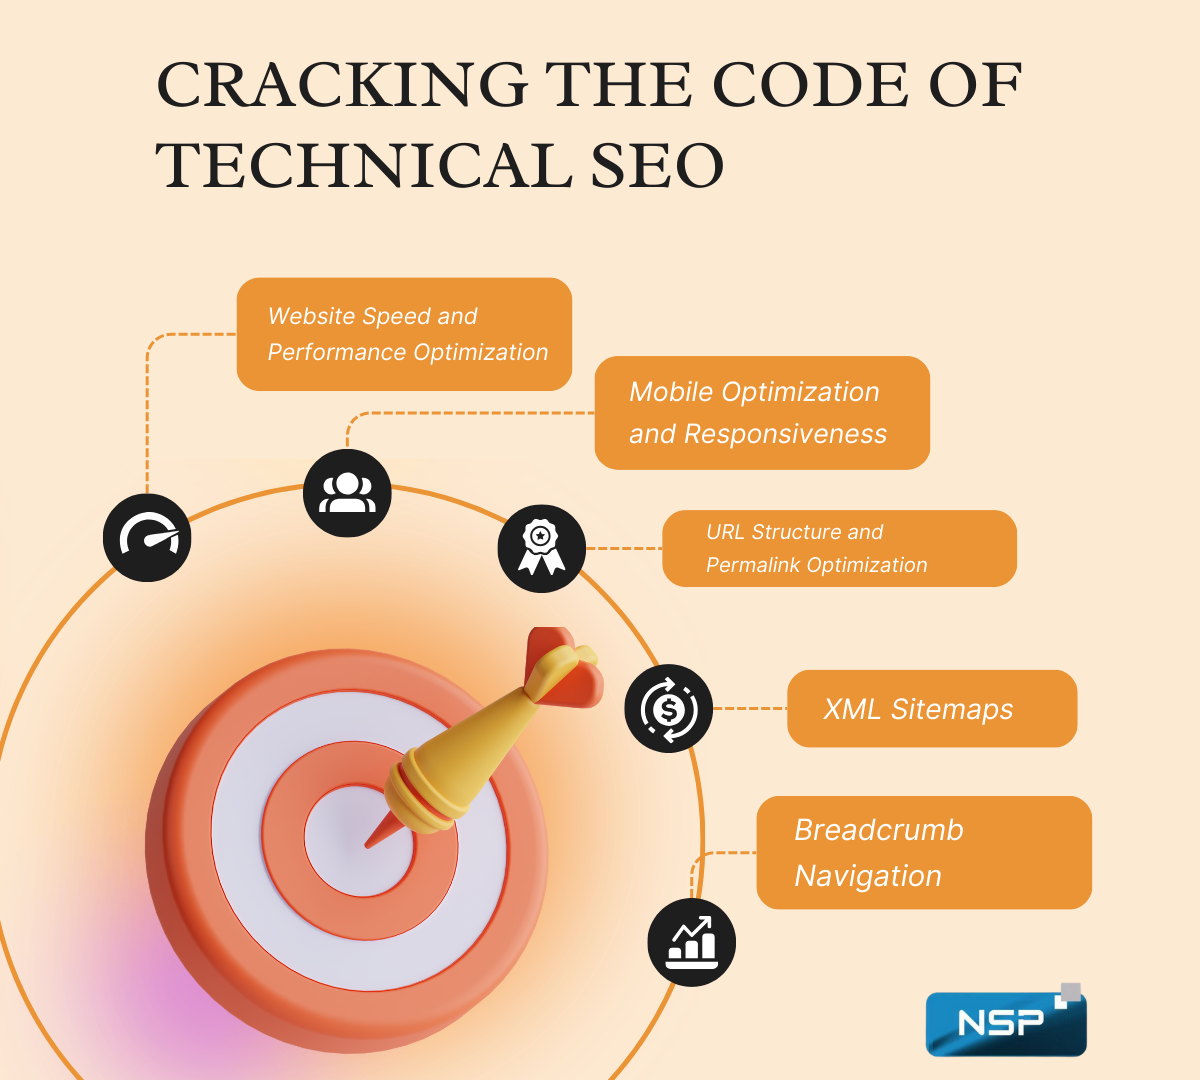 CRACKING THE CODE OF
TECHNICAL SEO
Website Speed and
Performance Optimization
Mobile Optimization
and Responsiveness
URL Structure and
Permalink Optimization
$
XML Sitemaps
Breadcrumb
Navigation
NSP